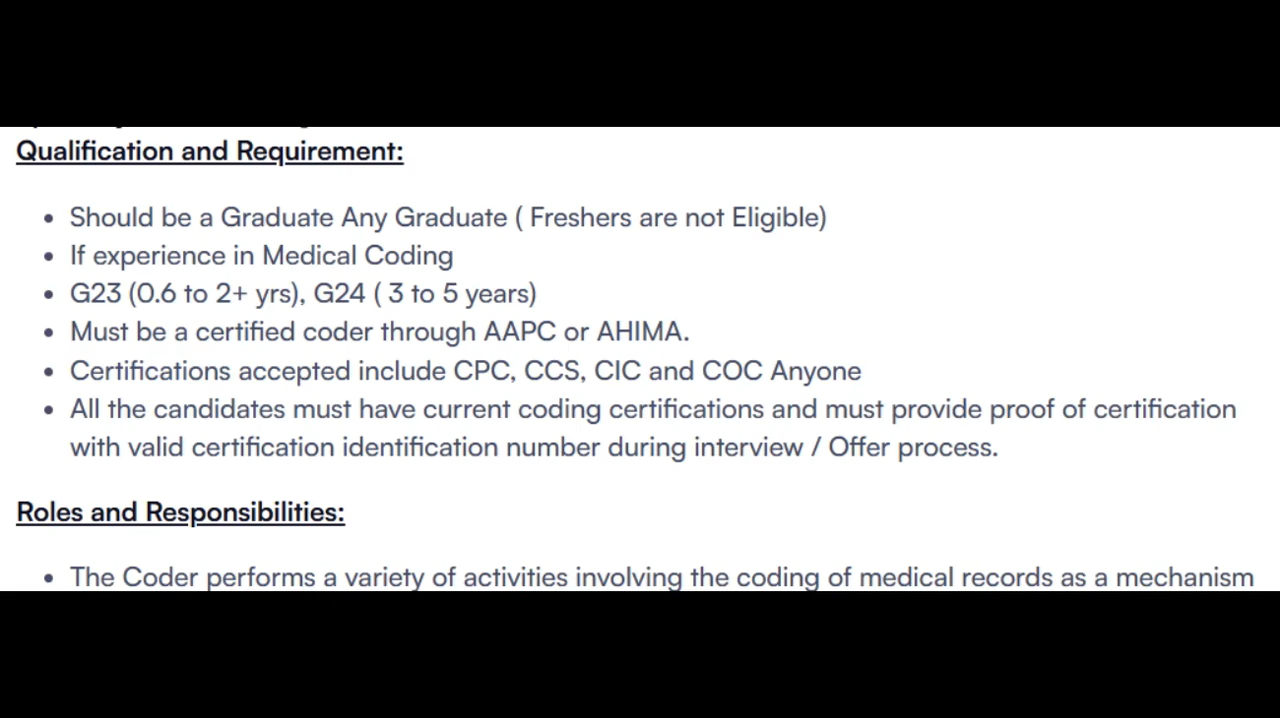 Qualification and Requirement:
• Should be a Graduate Any Graduate ( Freshers are not Eligible)
• If experience in Medical Coding
• G23 (0.6 to 2+ yrs), G24 ( 3 to 5 years)
• Must be a certified coder through AAPC or AHIMA.
• Certifications accepted include CPC, CCS, CIC and COC Anyone
• All the candidates must have current coding certifications and must provide proof of certification
with valid certification identification number during interview / Offer process.
Roles and Responsibilities:
• The Coder performs a variety of activities involving the coding of medical records as a mechanism